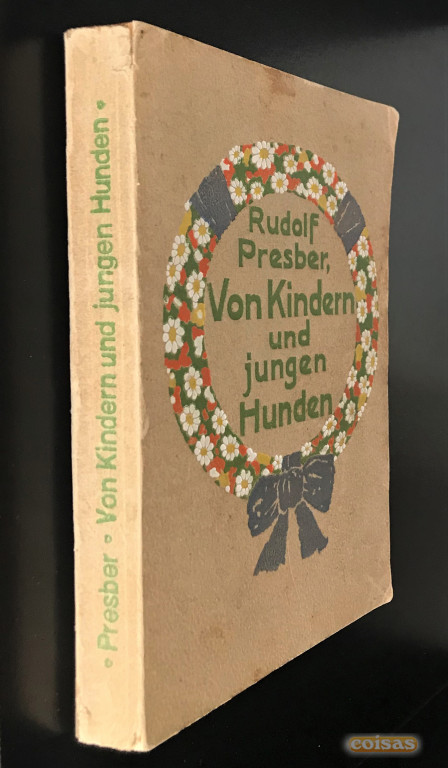 Rudolf
Presber,
Von Kindern
und
jungen
Hunden
Presber ∘ Von Kindern und jungen Hunden
coisas